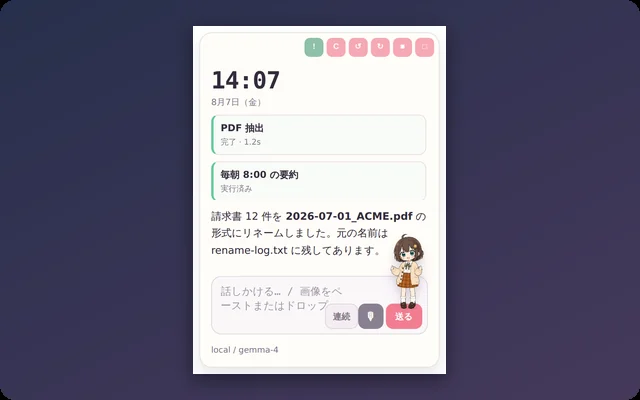 ! C ↺ ↻ ■ □
14:07
8月7日（金）
PDF 抽出
完了 · 1.2s
毎朝 8:00 の要約
実行済み
請求書 12 件を 2026-07-01_ACME.pdf の
形式にリネームしました。元の名前は
rename-log.txt に残してあります。
話しかける… / 画像をペ
ーストまたはドロップ
連続 送る
local / gemma-4